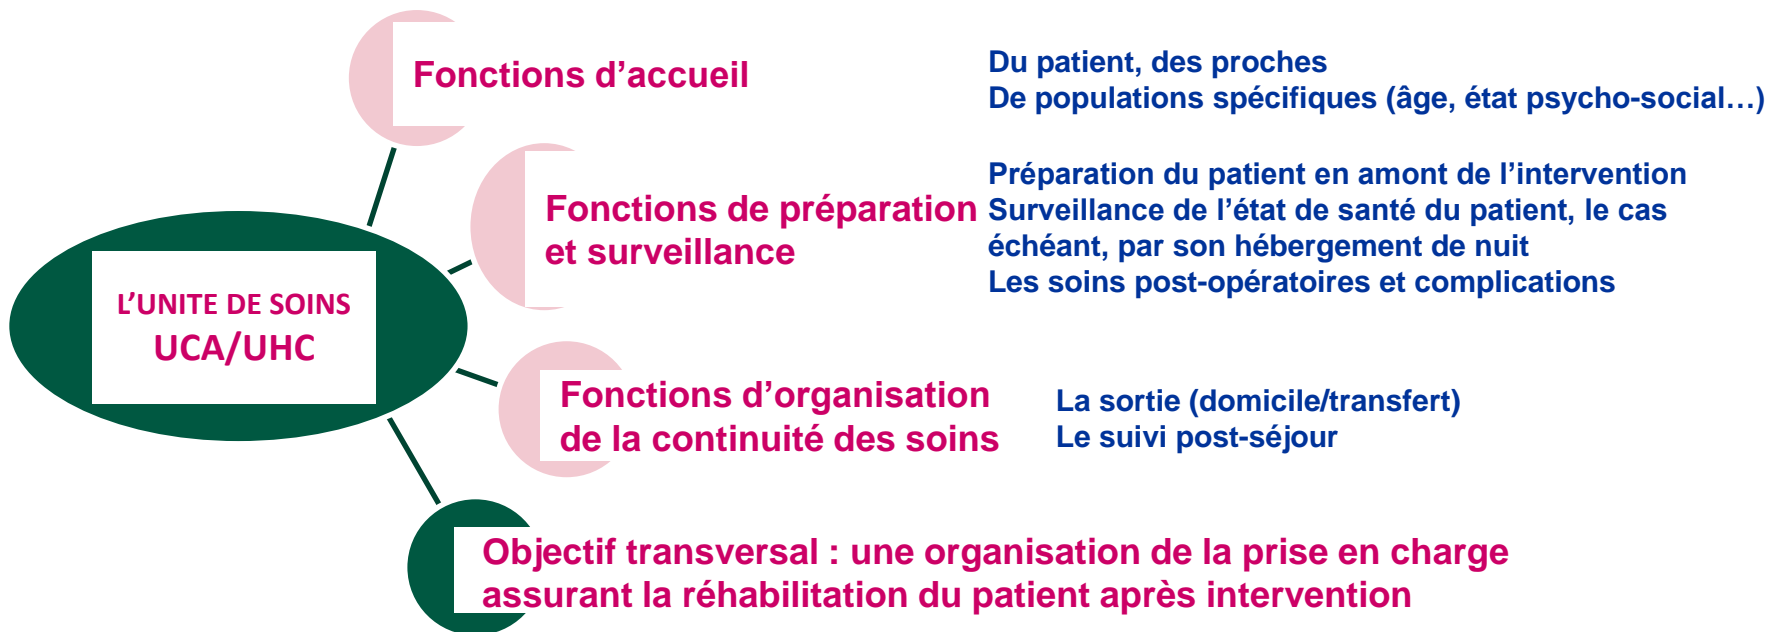 Fonctions d’accueil
Du patient, des proches
De populations spécifiques (âge, état psycho-social…)
Fonctions de préparation
et surveillance
Préparation du patient en amont de l’intervention
Surveillance de l’état de santé du patient, le cas
échéant, par son hébergement de nuit
Les soins post-opératoires et complications
L’UNITE DE SOINS
UCA/UHC
Fonctions d’organisation
de la continuité des soins
La sortie (domicile/transfert)
Le suivi post-séjour
Objectif transversal : une organisation de la prise en charge
assurant la réhabilitation du patient après intervention